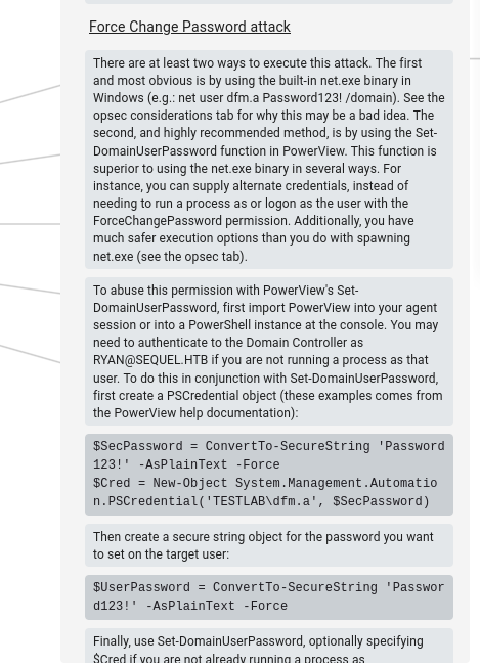 Force Change Password attack
There are at least two ways to execute this attack. The first
and most obvious is by using the built-in net.exe binary in
Windows (e.g.: net user dfm.a Password123! /domain). See the
opsec considerations tab for why this may be a bad idea. The
second, and highly recommended method, is by using the Set-
DomainUserPassword function in PowerView. This function is
superior to using the net.exe binary in several ways. For
instance, you can supply alternate credentials, instead of
needing to run a process as or logon as the user with the
ForceChangePassword permission. Additionally, you have
much safer execution options than you do with spawning
net.exe (see the opsec tab).
To abuse this permission with PowerView's Set-
DomainUserPassword, first import PowerView into your agent
session or into a PowerShell instance at the console. You may
need to authenticate to the Domain Controller as
RYAN@SEQUEL.HTB if you are not running a process as that
user. To do this in conjunction with Set-DomainUserPassword,
first create a PSCredential object (these examples comes from
the PowerView help documentation):
$SecPassword = ConvertTo-SecureString 'Password
123!' -AsPlainText -Force
$Cred = New-Object System.Management.Automatio
n.PSCredential('TESTLAB\dfm.a', $SecPassword)
Then create a secure string object for the password you want
to set on the target user:
$UserPassword = ConvertTo-SecureString 'Passwor
d123!' -AsPlainText -Force
Finally, use Set-DomainUserPassword, optionally specifying
$Cred if you are not already running a process as